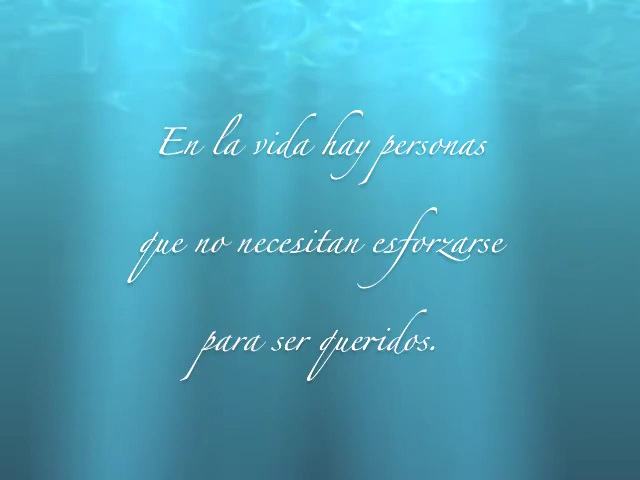 En la vida hay personas
que no necesitan esforzarse
para ser queridos.